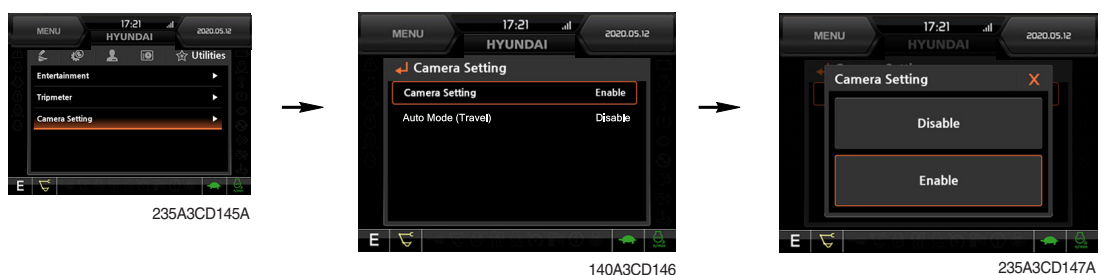 MENU 17:21 2020.05.12
HYUNDAI
Utilities
Entertainment
Tripmeter
Camera Setting
E
235A3CD145A
MENU 17:21 2020.05.12
HYUNDAI
Camera Setting
Camera Setting Enable
Auto Mode (Travel) Disable
E
140A3CD146
MENU 17:21 2020.05.12
HYUNDAI
Camera Setting X
Disable
Enable
E
235A3CD147A